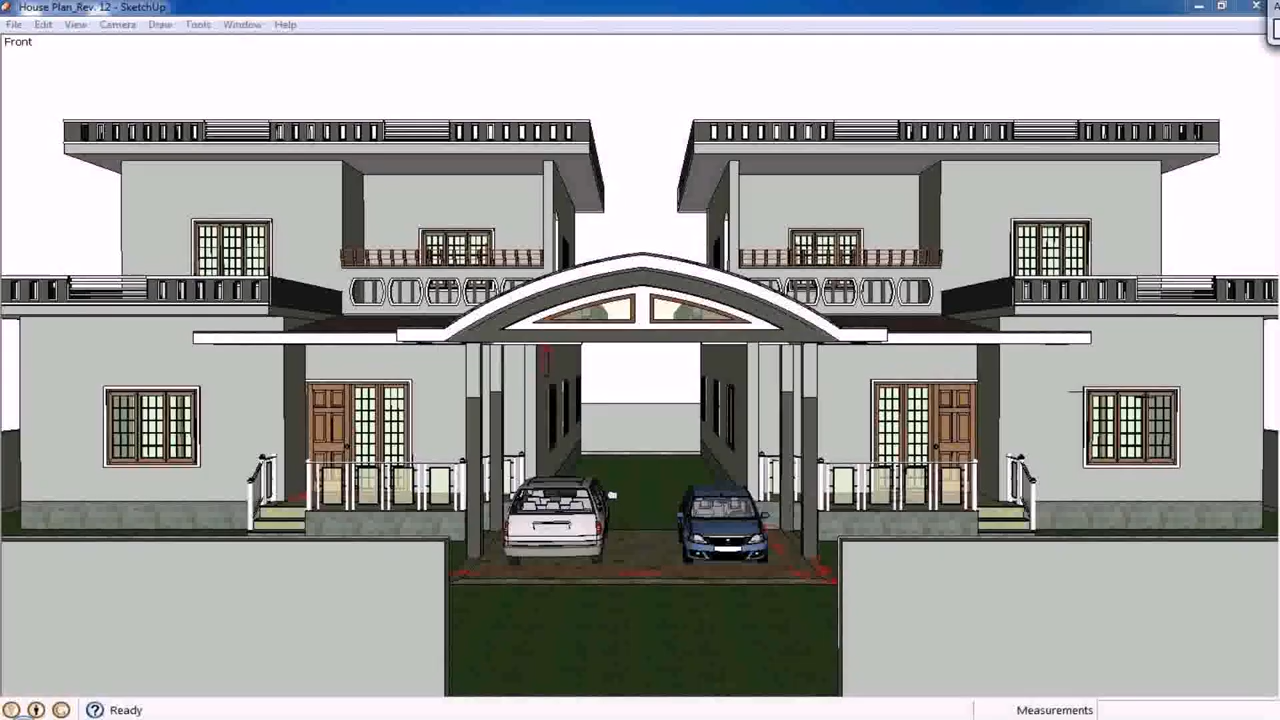 House Plan_Rev. 12 - SketchUp
File Edit View Camera Draw Tools Window Help
Front
Ready
Measurements